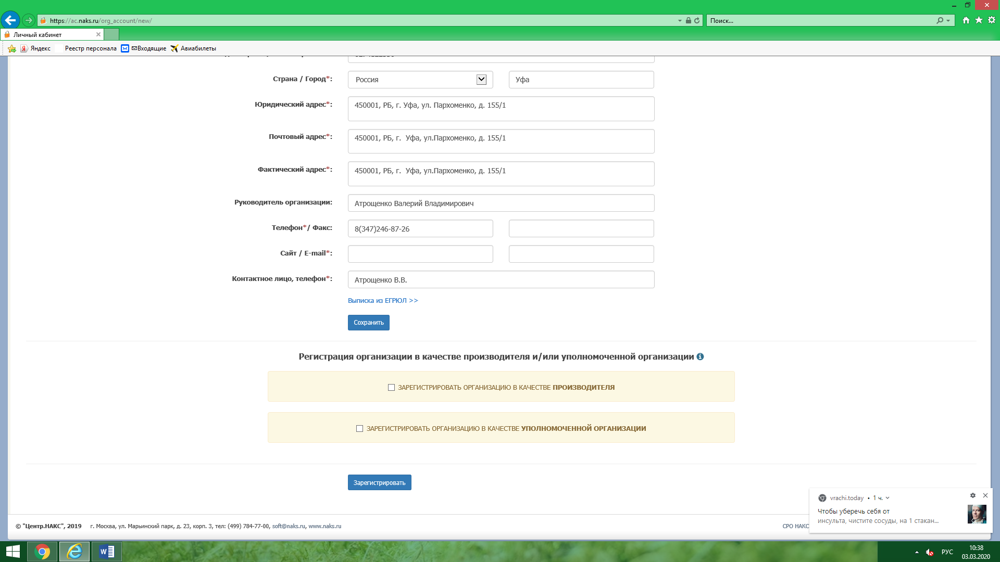 https://ac.naks.ru/org_account/new/
Поиск...
Личный кабинет
Яндекс
Реестр персонала
Входящие
Авиабилеты
Страна / Город*:
Россия
Уфа
Юридический адрес*:
450001, РБ, г. Уфа, ул. Пархоменко, д. 155/1
Почтовый адрес*:
450001, РБ, г.  Уфа, ул.Пархоменко, д. 155/1
Фактический адрес*:
450001, РБ, г.  Уфа, ул.Пархоменко, д. 155/1
Руководитель организации:
Атрощенко Валерий Владимирович
Телефон*/ Факс:
8(347)246-87-26
Сайт / E-mail*:
Контактное лицо, телефон*:
Атрощенко В.В.
Выписка из ЕГРЮЛ >>
Сохранить
Регистрация организации в качестве производителя и/или уполномоченной организации
ЗАРЕГИСТРИРОВАТЬ ОРГАНИЗАЦИЮ В КАЧЕСТВЕ ПРОИЗВОДИТЕЛЯ
ЗАРЕГИСТРИРОВАТЬ ОРГАНИЗАЦИЮ В КАЧЕСТВЕ УПОЛНОМОЧЕННОЙ ОРГАНИЗАЦИИ
Зарегистрировать
vrachi.today • 1 ч.
Чтобы уберечь себя от
инсульта, чистите сосуды, на 1 стакан...
© "Центр.НАКС", 2019 г. Москва, ул. Марьинский парк, д. 23, корп. 3, тел: (499) 784-77-00, soft@naks.ru, www.naks.ru
СРО НАКС
РУС
10:38
03.03.2020